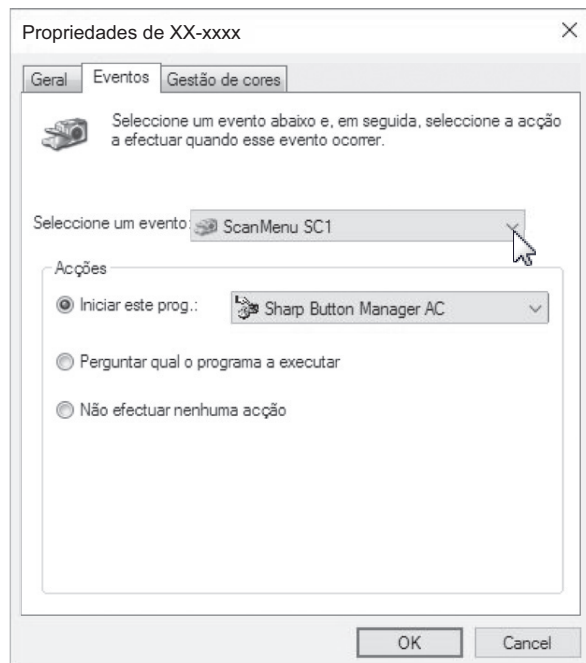 Propriedades de XX-xxxx
Geral
Eventos
Gestão de cores
Seleccione um evento abaixo e, em seguida, seleccione a acção
a efectuar quando esse evento ocorrer.
Seleccione um evento:
ScanMenu SC1
Acções
Iniciar este prog.:
Sharp Button Manager AC
Perguntar qual o programa a executar
Não efectuar nenhuma acção
OK
Cancel